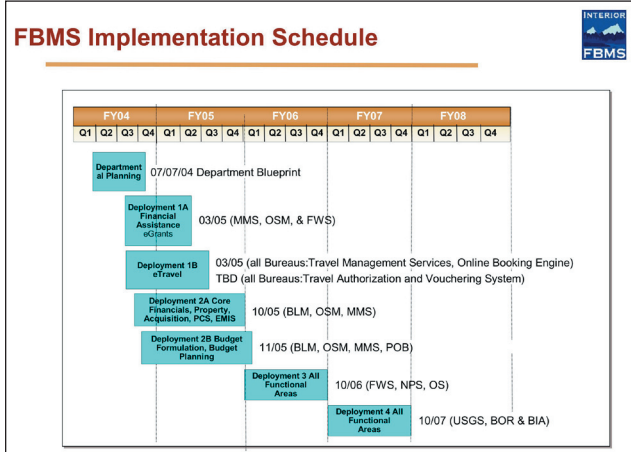 FBMS Implementation Schedule
INTERIOR
FBMS
FY04 FY05 FY06 FY07 FY08
Q1 Q2 Q3 Q4 Q1 Q2 Q3 Q4 Q1 Q2 Q3 Q4 Q1 Q2 Q3 Q4 Q1 Q2 Q3 Q4
Department
al Planning
07/07/04 Department Blueprint
Deployment 1A
Financial
Assistance
eGrants
03/05 (MMS, OSM, & FWS)
Deployment 1B
eTravel
03/05 (all Bureaus:Travel Management Services, Online Booking Engine)
TBD (all Bureaus:Travel Authorization and Vouchering System)
Deployment 2A Core
Financials, Property,
Acquisition, PCS, EMIS
10/05 (BLM, OSM, MMS)
Deployment 2B Budget
Formulation, Budget
Planning
11/05 (BLM, OSM, MMS, POB)
Deployment 3 All
Functional
Areas
10/06 (FWS, NPS, OS)
Deployment 4 All
Functional
Areas
10/07 (USGS, BOR & BIA)